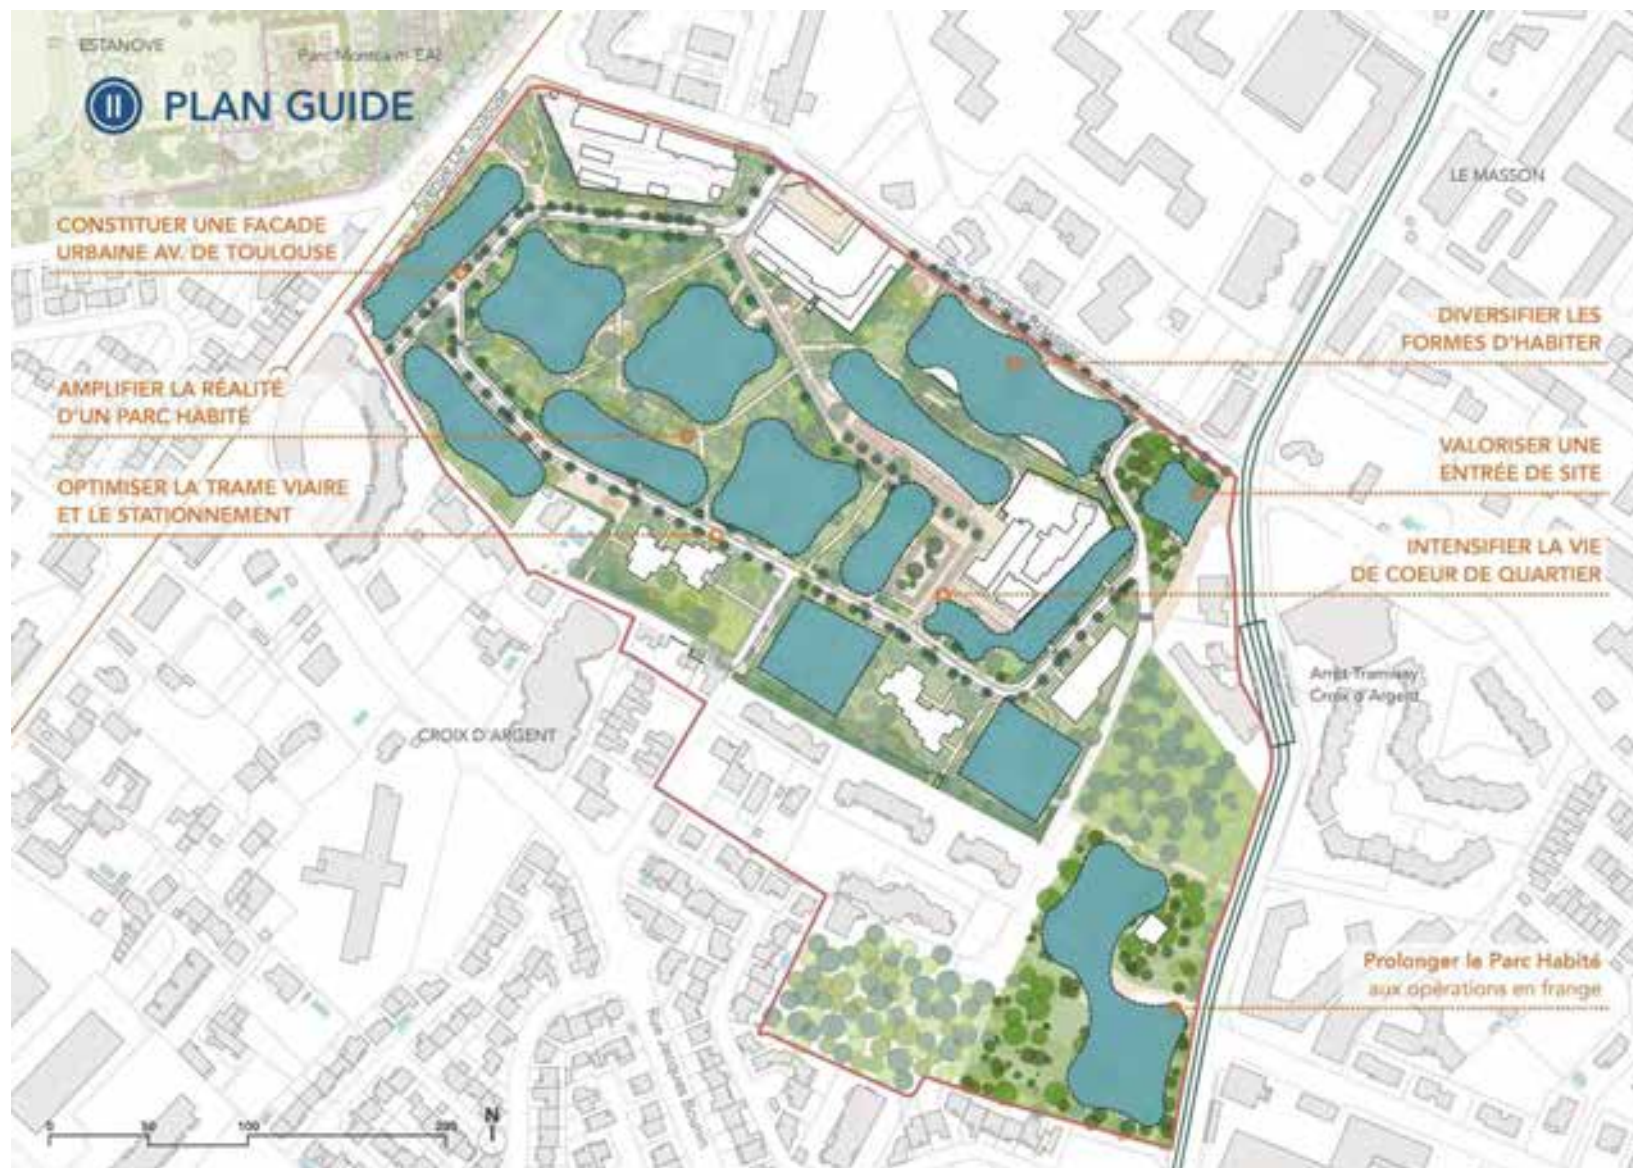 ESTANOVE
PLAN GUIDE
CONSTITUER UNE FACADE
URBAINE AV. DE TOULOUSE
AMPLIFIER LA RÉALITÉ
D'UN PARC HABITÉ
OPTIMISER LA TRAME VIAIRE
ET LE STATIONNEMENT
LE MASSON
DIVERSIFIER LES
FORMES D'HABITER
VALORISER UNE
ENTRÉE DE SITE
INTENSIFIER LA VIE
DE COEUR DE QUARTIER
Arrêt Tramway
Croix d'Argent
CROIX D'ARGENT
Prolonger le Parc Habité
aux opérations en frange
0 50 100 200
N